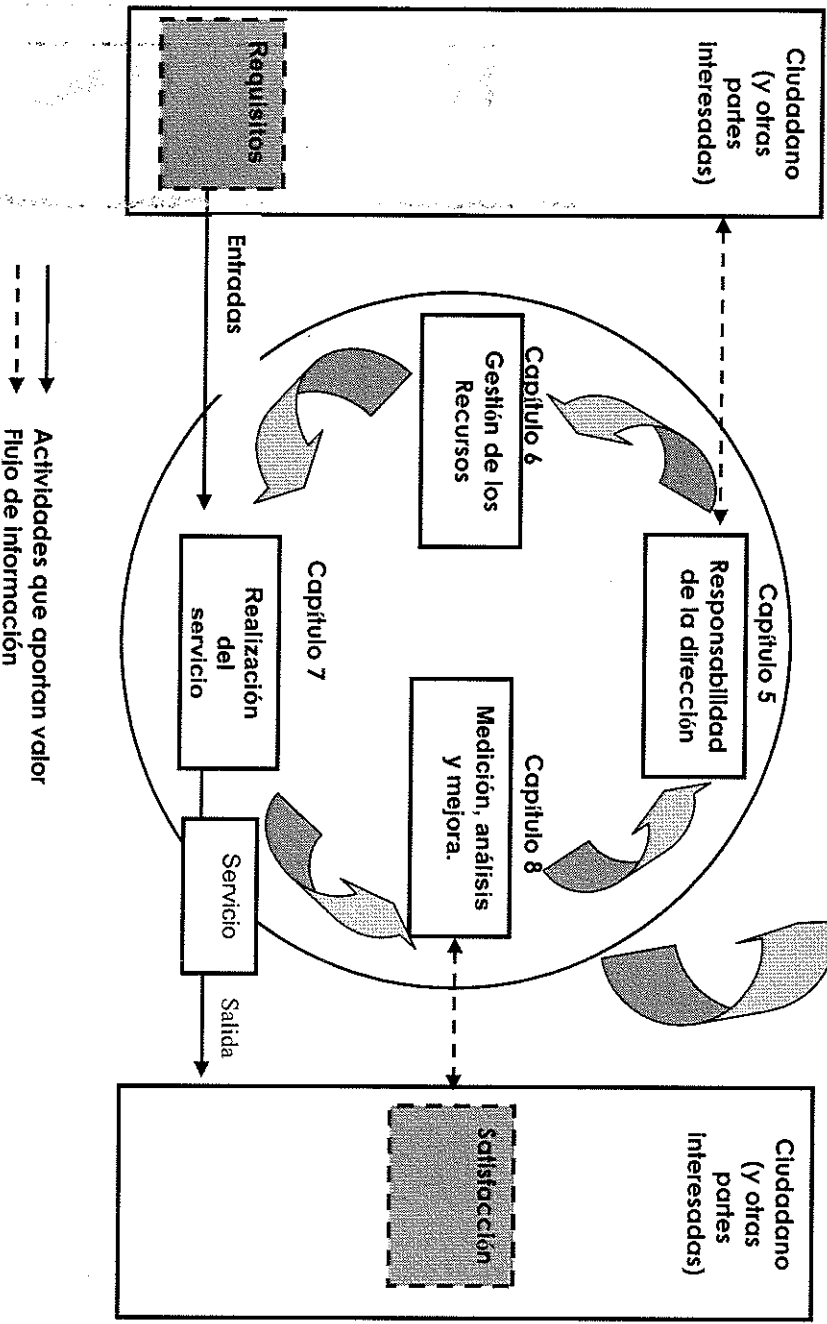 Ciudadano
(y otras
partes
interesadas)
Requisitos
Entradas
Capítulo 5
Responsabilidad
de la dirección
Capítulo 6
Gestión de los
Recursos
Capítulo 8
Medición, análisis
y mejora.
Capítulo 7
Realización
del
servicio
Servicio
Salida
Ciudadano
(y otras
partes
interesadas)
Satisfacción
Actividades que aportan valor
Flujo de información